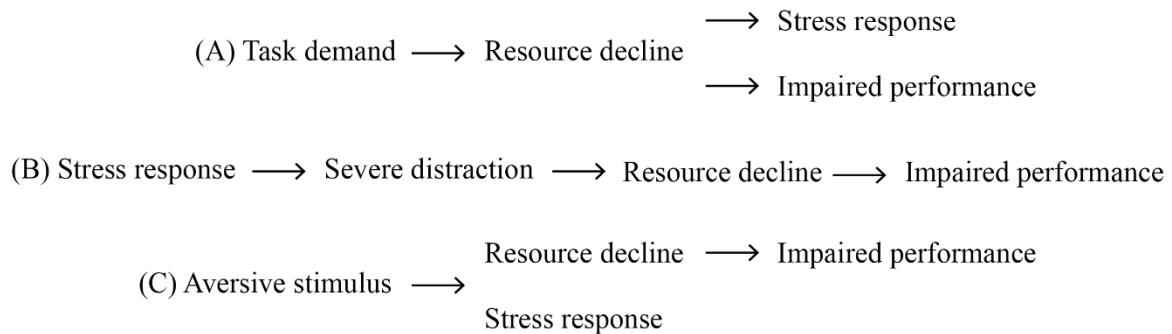 Stress response
(A) Task demand → Resource decline →
→ Impaired performance
(B) Stress response → Severe distraction → Resource decline → Impaired performance
Resource decline → Impaired performance
(C) Aversive stimulus →
Stress response